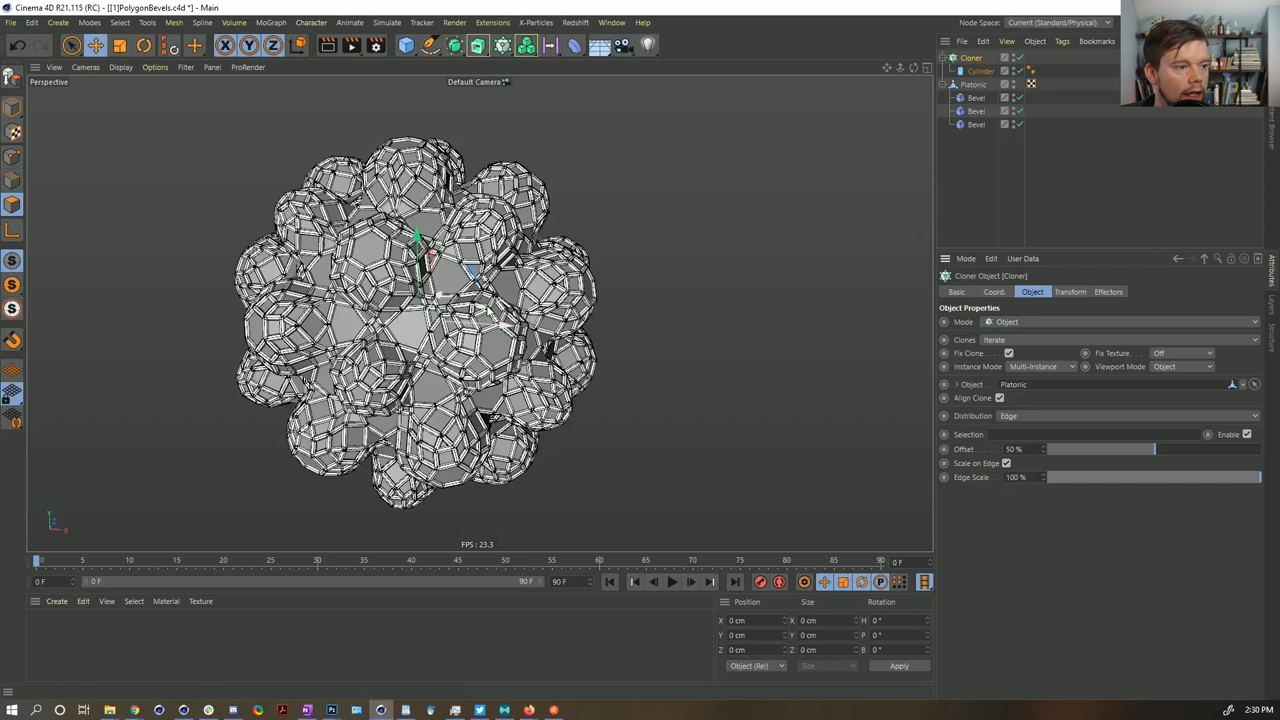 Cinema 4D R21.115 (RC) - [[1]PolygonBevels.c4d *] - Main
File Edit Create Modes Select Tools Mesh Spline Volume MoGraph Character Animate Simulate Tracker Render Extensions X-Particles Redshift Window Help
Node Space: Current (Standard/Physical)
View Cameras Display Options Filter Panel ProRender
Perspective
Default Camera
FPS : 23.3
Y
Z
X
0 5 10 15 20 25 30 35 40 45 50 55 60 65 70 75 80 85 90 0 F
0 F 0 F 90 F 90 F
Create Edit View Select Material Texture
Position Size Rotation
X 0 cm X 0 cm H 0 °
Y 0 cm Y 0 cm P 0 °
Z 0 cm Z 0 cm B 0 °
Object (Rel) Size Apply
File Edit View Object Tags Bookmarks
Cloner
Cylinder
Platonic
Bevel
Bevel
Bevel
Mode Edit User Data
Cloner Object [Cloner]
Basic Coord. Object Transform Effectors
Object Properties
Mode Object
Clones Iterate
Fix Clone Fix Texture Off
Instance Mode Multi-Instance Viewport Mode Object
Object Platonic
Align Clone
Distribution Edge
Selection Enable
Offset 50 %
Scale on Edge
Edge Scale 100 %
Attributes
Layers
Structure
2:30 PM